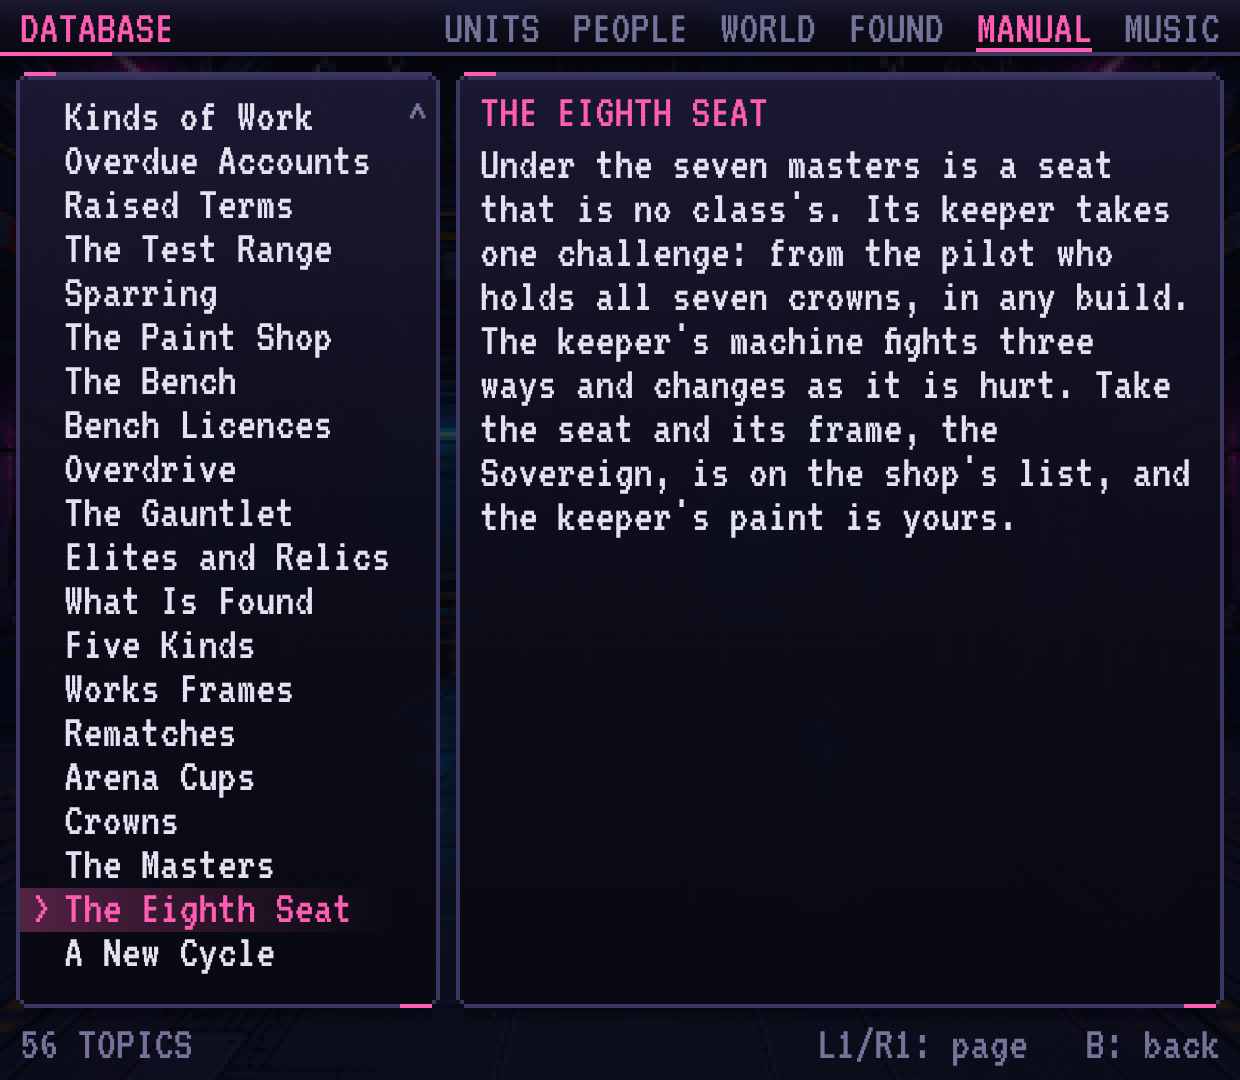 DATABASE
UNITS PEOPLE WORLD FOUND MANUAL MUSIC
Kinds of Work ^
Overdue Accounts
Raised Terms
The Test Range
Sparring
The Paint Shop
The Bench
Bench Licences
Overdrive
The Gauntlet
Elites and Relics
What Is Found
Five Kinds
Works Frames
Rematches
Arena Cups
Crowns
The Masters
> The Eighth Seat
A New Cycle
THE EIGHTH SEAT
Under the seven masters is a seat
that is no class's. Its keeper takes
one challenge: from the pilot who
holds all seven crowns, in any build.
The keeper's machine fights three
ways and changes as it is hurt. Take
the seat and its frame, the
Sovereign, is on the shop's list, and
the keeper's paint is yours.
56 TOPICS
L1/R1: page B: back